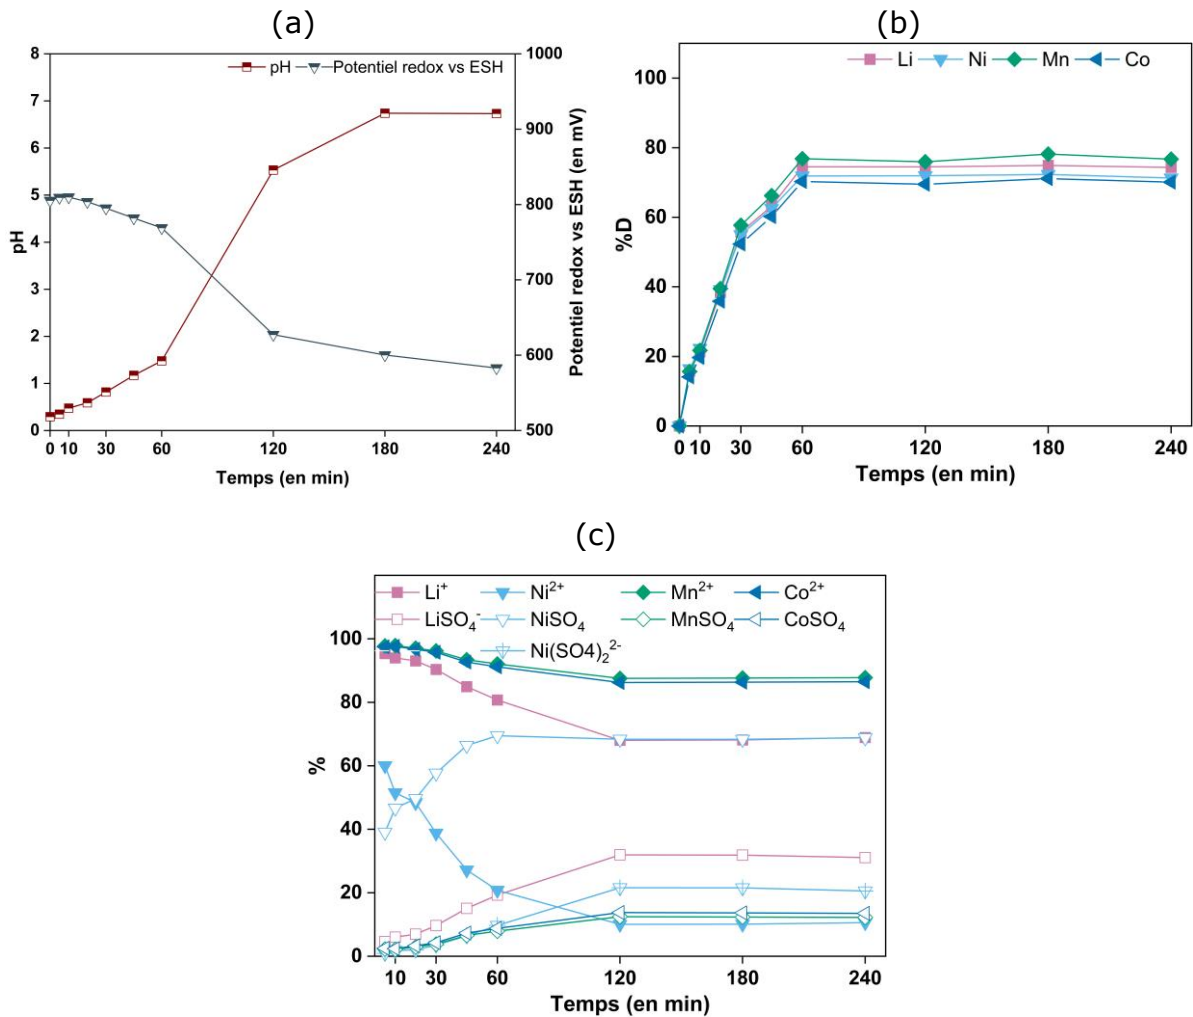 (a)
pH
Potentiel redox vs ESH
8
7
6
5
4
3
2
1
0
pH
1000
900
800
700
600
500
Potentiel redox vs ESH (en mV)
0 10 30 60 120 180 240
Temps (en min)
(b)
Li Ni Mn Co
100
80
60
40
20
0
%D
0 10 30 60 120 180 240
Temps (en min)
(c)
Li+ Ni2+ Mn2+ Co2+
LiSO4- NiSO4 MnSO4 CoSO4
Ni(SO4)22-
100
80
60
40
20
0
%
10 30 60 120 180 240
Temps (en min)